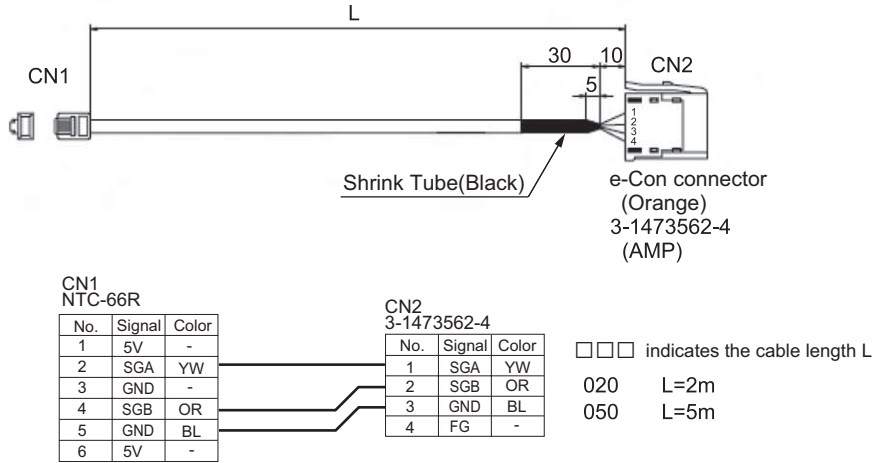 L
30
10
CN1
CN2
5
1
2
3
4
Shrink Tube(Black)
e-Con connector
(Orange)
3-1473562-4
(AMP)
CN1
NTC-66R
No. Signal Color
1 5V -
2 SGA YW
3 GND -
4 SGB OR
5 GND BL
6 5V -
CN2
3-1473562-4
No. Signal Color
1 SGA YW
2 SGB OR
3 GND BL
4 FG -
□□□ indicates the cable length L
020 L=2m
050 L=5m